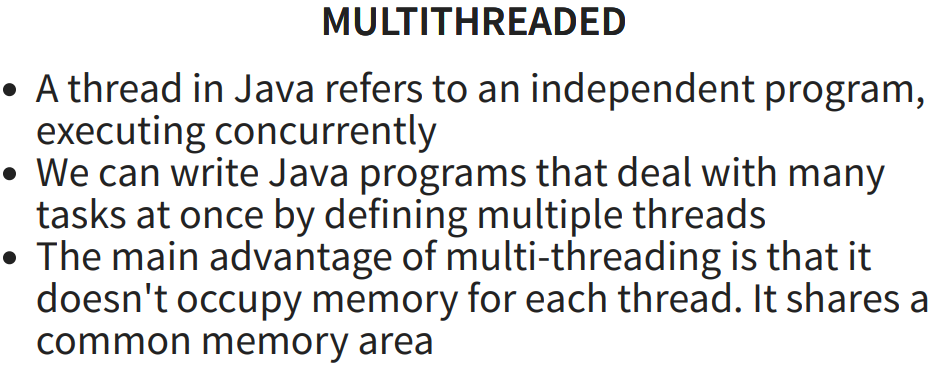 MULTITHREADED
• A thread in Java refers to an independent program,
executing concurrently
• We can write Java programs that deal with many
tasks at once by defining multiple threads
• The main advantage of multi-threading is that it
doesn't occupy memory for each thread. It shares a
common memory area